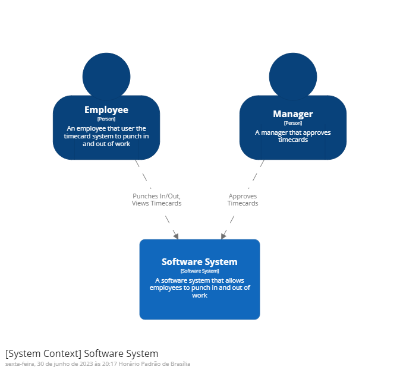 Employee
[Person]
An employee that user the
timecard system to punch in
and out of work
Manager
[Person]
A manager that approves
timecards
Punches In/Out,
Views Timecards
Approves
Timecards
Software System
[Software System]
A software system that allows
employees to punch in and out of
work
[System Context] Software System
sexta-feira, 30 de junho de 2023 às 20:17 Horário Padrão de Brasília